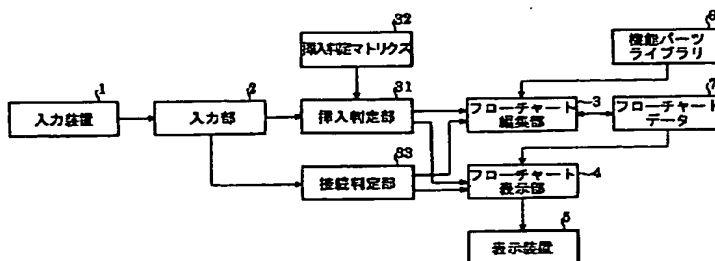 32
挿入判定マトリクス
6
機能パーツ
ライブラリ
1
入力装置
2
入力部
31
挿入判定部
フローチャート
編集部
3
7
フローチャート
データ
33
接続判定部
フローチャート
表示部
4
5
表示装置